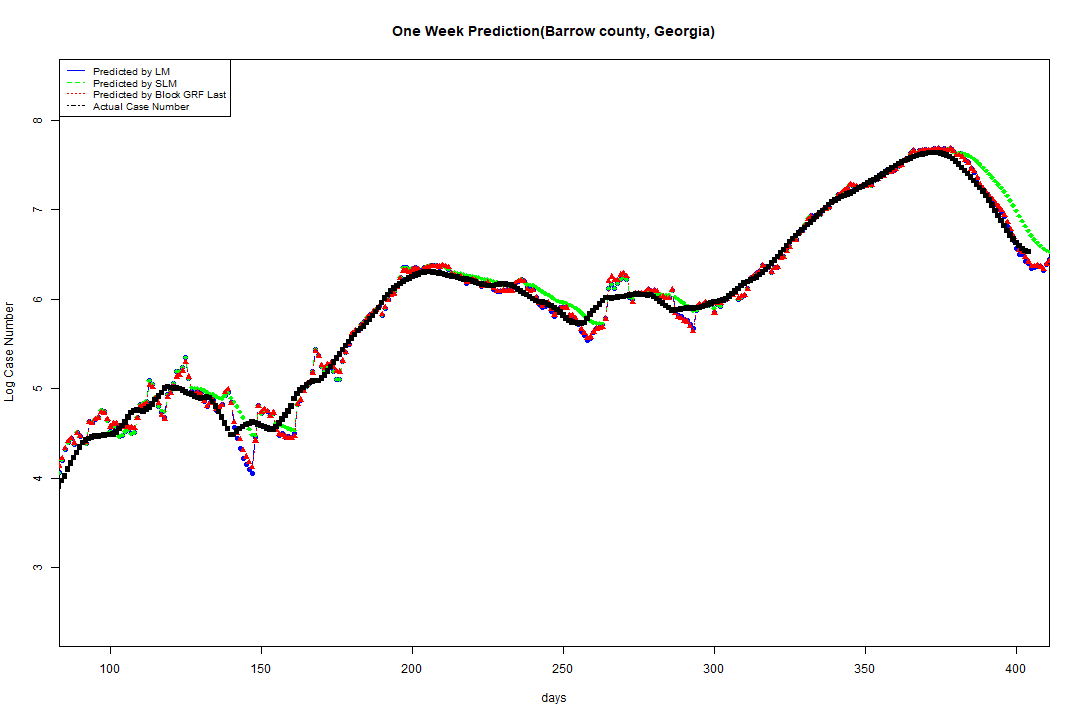 One Week Prediction(Barrow county, Georgia)
Predicted by LM
Predicted by SLM
Predicted by Block GRF Last
Actual Case Number
Log Case Number
8
7
6
5
4
3
100 150 200 250 300 350 400
days